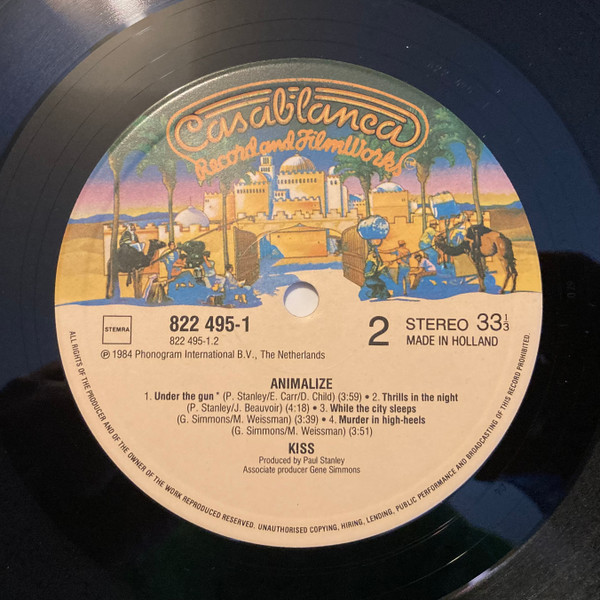 Casablanca
Record and FilmWorks
TM
STEMRA
822 495-1
822 495-1.2
℗ 1984 Phonogram International B.V., The Netherlands
2
STEREO 33 1/3
MADE IN HOLLAND
ANIMALIZE
1. Under the gun * (P. Stanley/E. Carr/D. Child) (3:59) • 2. Thrills in the night
(P. Stanley/J. Beauvoir) (4:18) • 3. While the city sleeps
(G. Simmons/M. Weissman) (3:39) • 4. Murder in high-heels
(G. Simmons/M. Weissman) (3:51)
KISS
Produced by Paul Stanley
Associate producer Gene Simmons
ALL RIGHTS OF THE PRODUCER AND OF THE OWNER OF THE WORK REPRODUCED RESERVED. UNAUTHORISED COPYING, HIRING, LENDING, PUBLIC PERFORMANCE AND BROADCASTING OF THIS RECORD PROHIBITED.